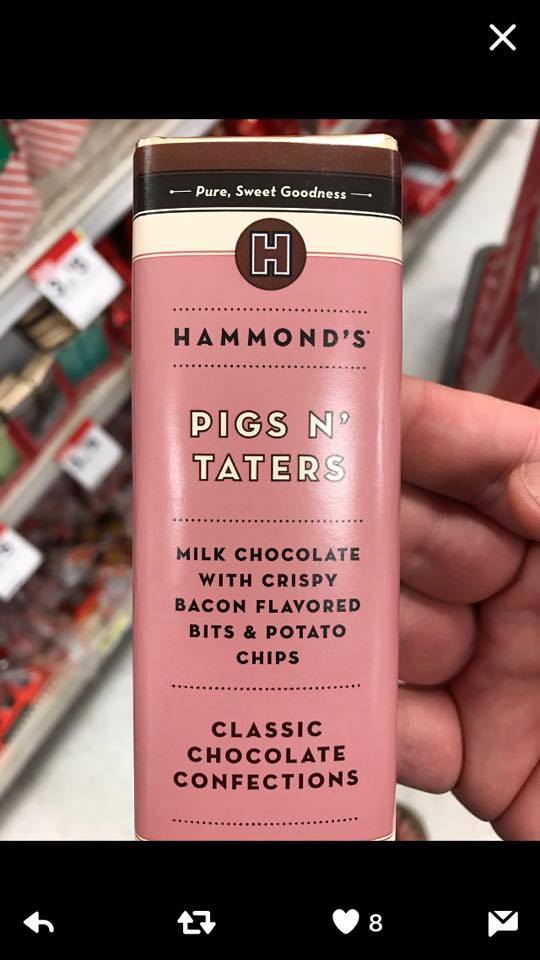 Pure, Sweet Goodness
H
HAMMOND'S
PIGS N'
TATERS
MILK CHOCOLATE
WITH CRISPY
BACON FLAVORED
BITS & POTATO
CHIPS
CLASSIC
CHOCOLATE
CONFECTIONS
8